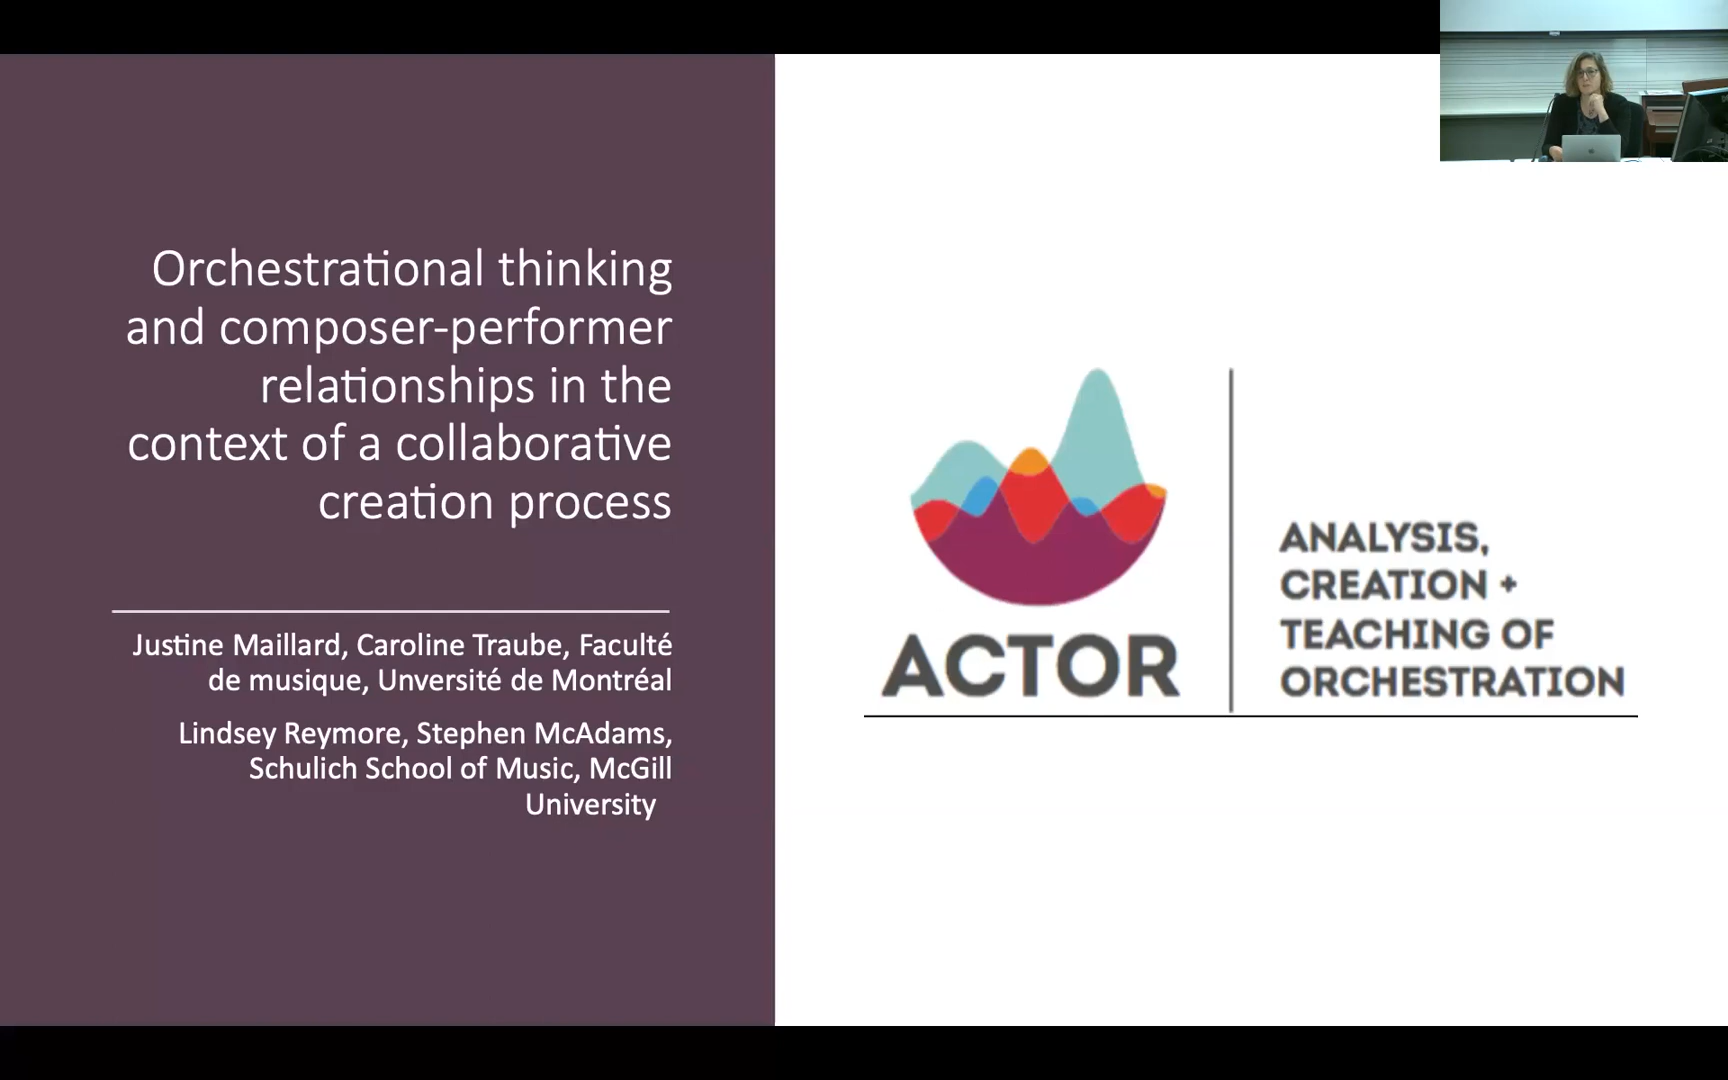 Orchestrational thinking
and composer-performer
relationships in the
context of a collaborative
creation process
Justine Maillard, Caroline Traube, Faculté
de musique, Unversité de Montréal
Lindsey Reymore, Stephen McAdams,
Schulich School of Music, McGill
University
ACTOR
ANALYSIS,
CREATION +
TEACHING OF
ORCHESTRATION